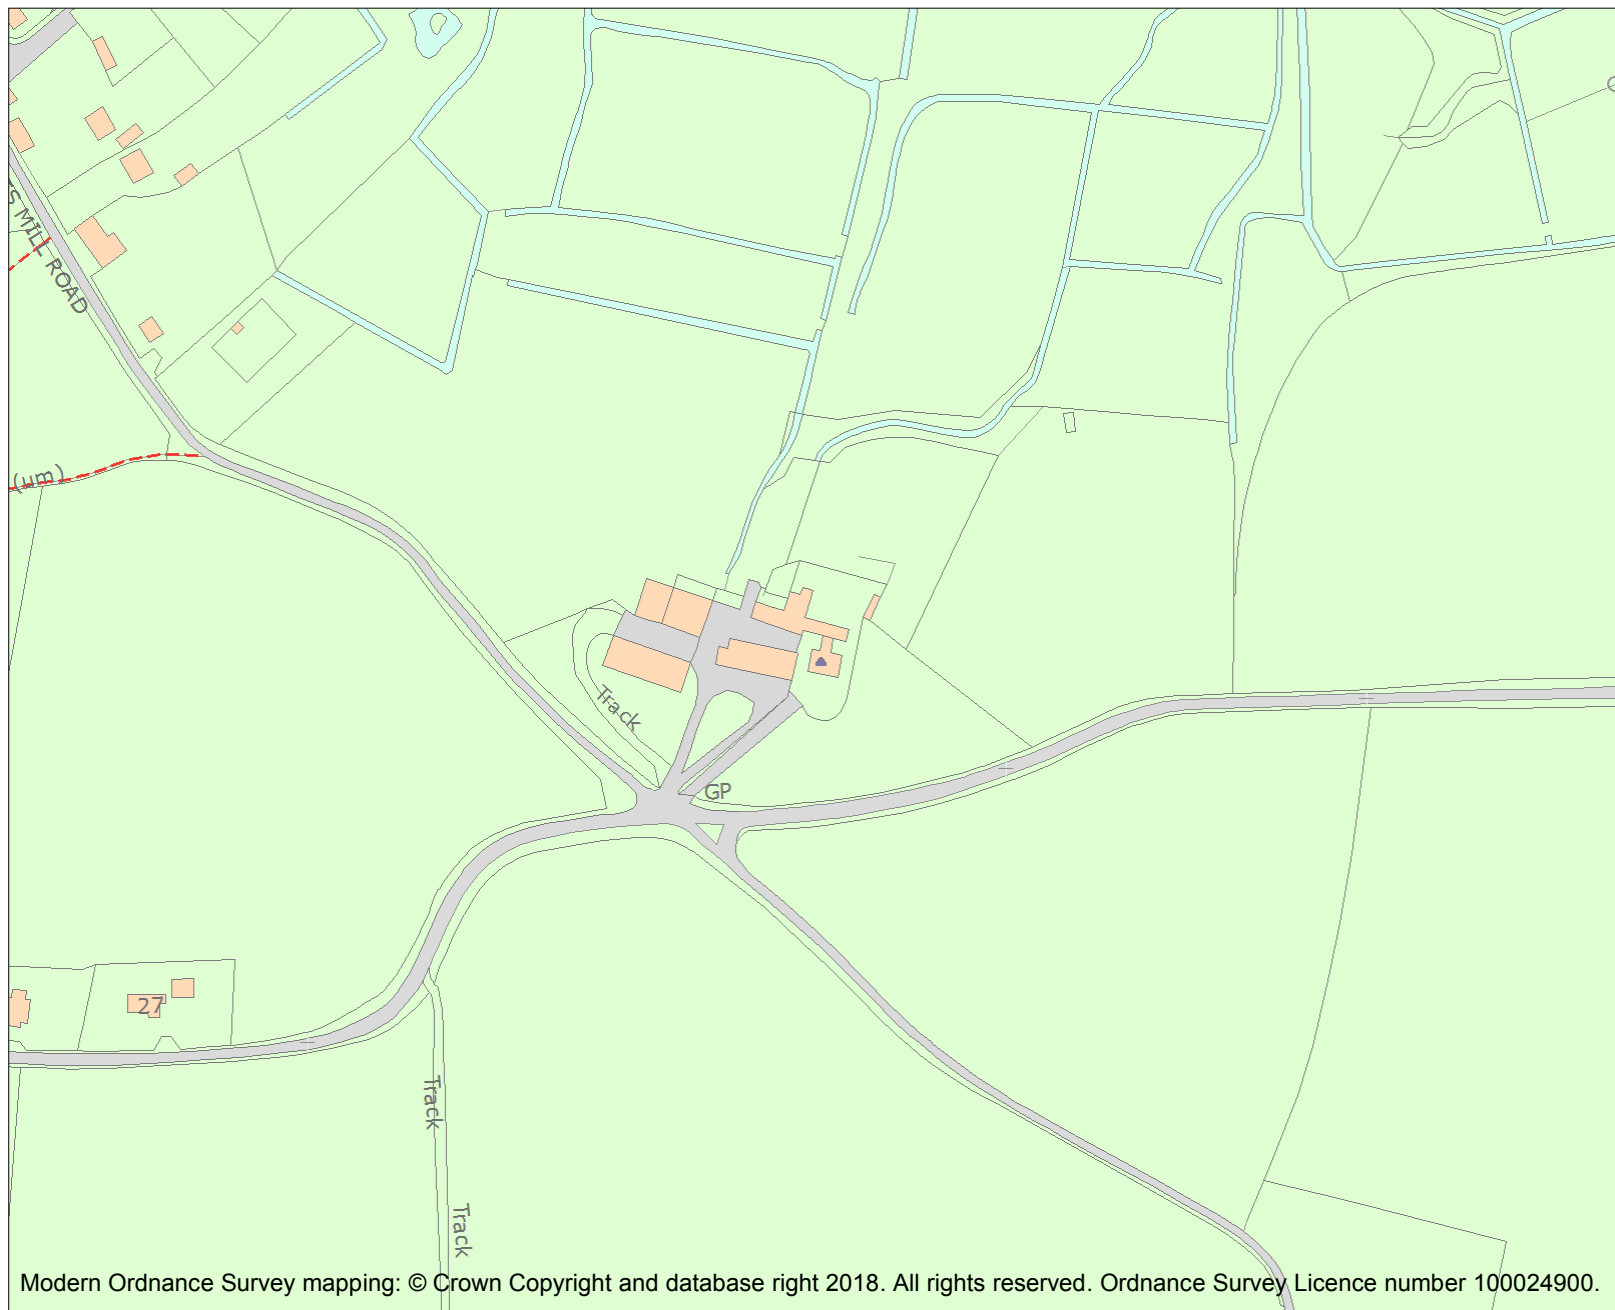 S MILL ROAD
(um)
Track
GP
27
Track
Track
Modern Ordnance Survey mapping: © Crown Copyright and database right 2018. All rights reserved. Ordnance Survey Licence number 100024900.